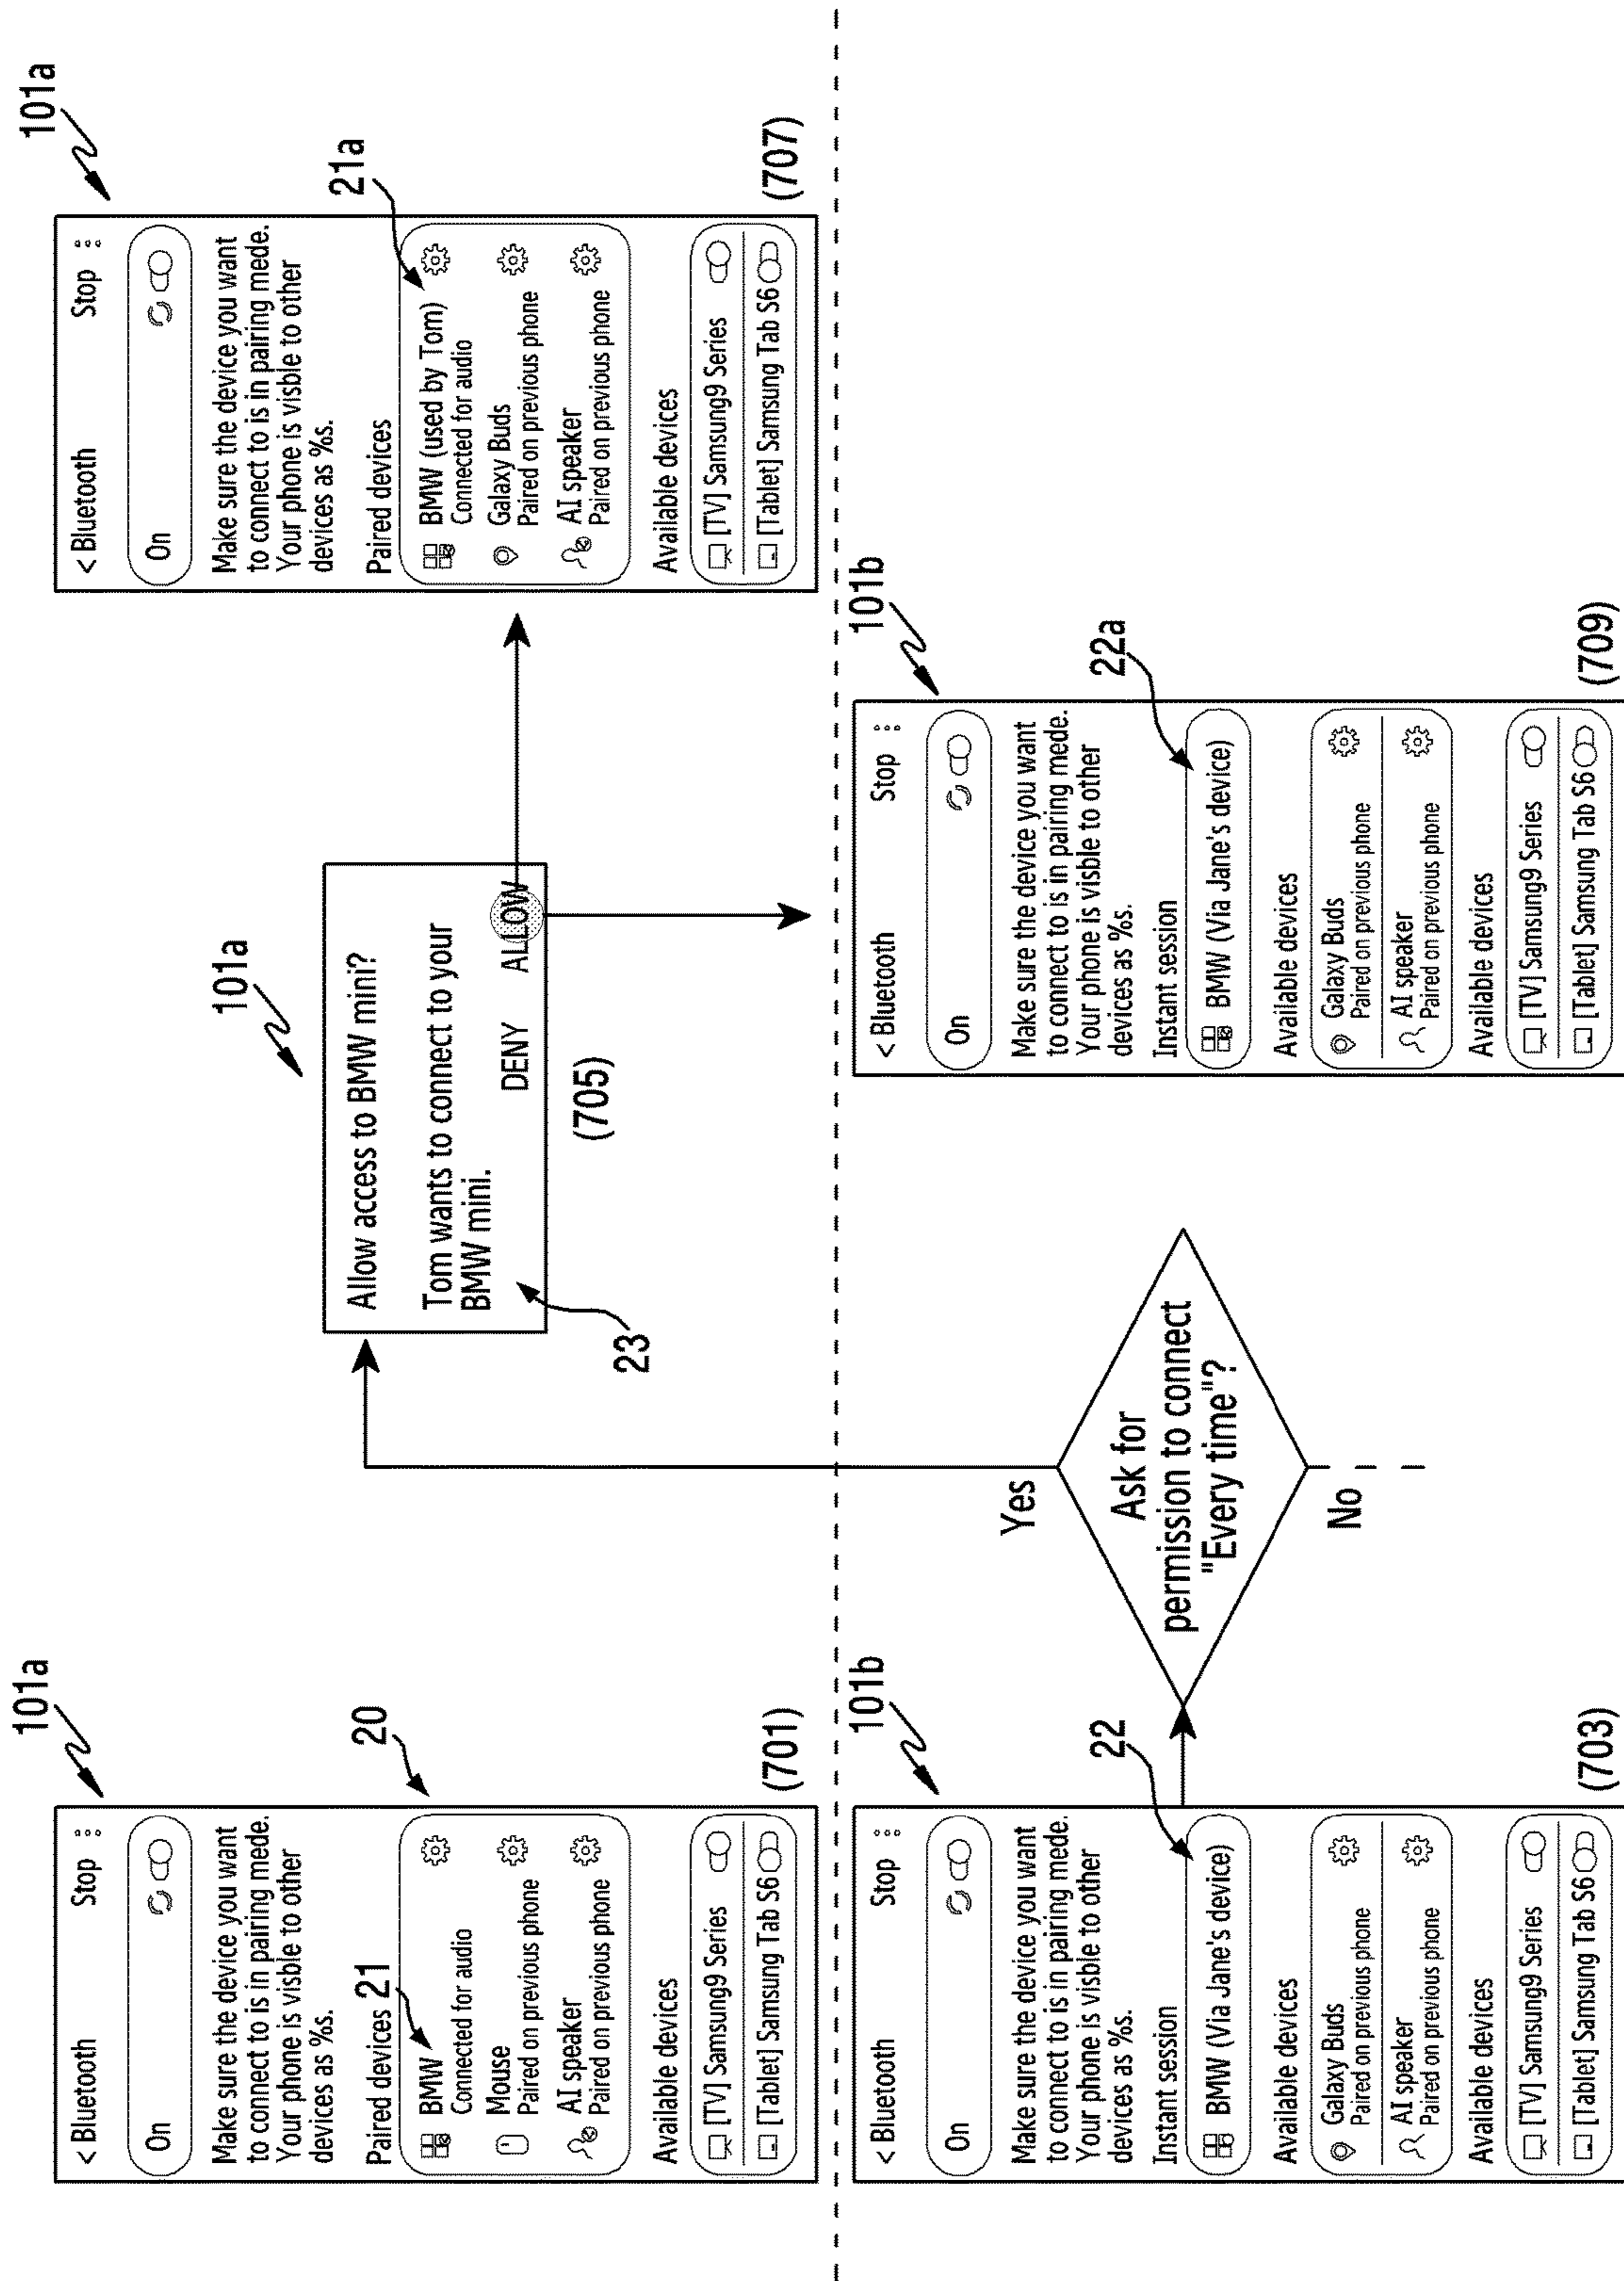 101a
< Bluetooth Stop
On
Make sure the device you want
to connect to is in pairing mede.
Your phone is visble to other
devices as %s.
Paired devices
21
20
BMW
Connected for audio
Mouse
Paired on previous phone
AI speaker
Paired on previous phone
Available devices
[TV] Samsung9 Series
[Tablet] Samsung Tab S6
(701)
101a
Allow access to BMW mini?
Tom wants to connect to your
BMW mini.
DENY ALLOW
23
(705)
101a
< Bluetooth Stop
On
Make sure the device you want
to connect to is in pairing mede.
Your phone is visble to other
devices as %s.
Paired devices
21a
BMW (used by Tom)
Connected for audio
Galaxy Buds
Paired on previous phone
AI speaker
Paired on previous phone
Available devices
[TV] Samsung9 Series
[Tablet] Samsung Tab S6
(707)
101b
< Bluetooth Stop
On
Make sure the device you want
to connect to is in pairing mede.
Your phone is visble to other
devices as %s.
Instant session
22
BMW (Via Jane's device)
Available devices
Galaxy Buds
Paired on previous phone
AI speaker
Paired on previous phone
Available devices
[TV] Samsung9 Series
[Tablet] Samsung Tab S6
(703)
Yes
Ask for
permission to connect
"Every time"?
No
101b
< Bluetooth Stop
On
Make sure the device you want
to connect to is in pairing mede.
Your phone is visble to other
devices as %s.
Instant session
22a
BMW (Via Jane's device)
Available devices
Galaxy Buds
Paired on previous phone
AI speaker
Paired on previous phone
Available devices
[TV] Samsung9 Series
[Tablet] Samsung Tab S6
(709)